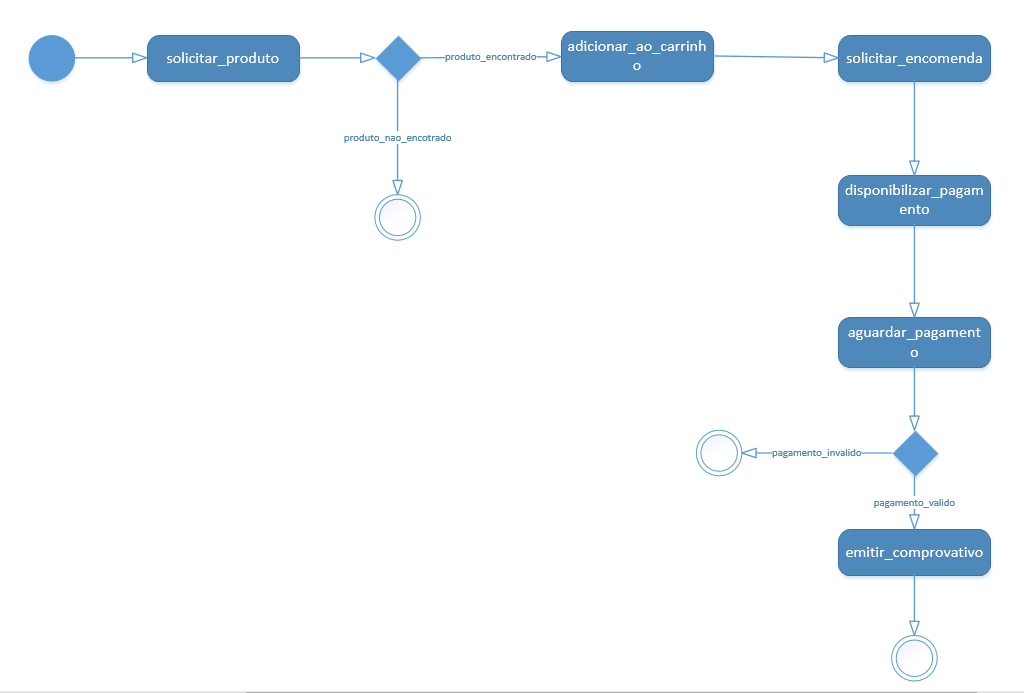 solicitar_produto
produto_encontrado
adicionar_ao_carrinh
o
solicitar_encomenda
produto_nao_encotrado
disponibilizar_pagam
ento
aguardar_pagament
o
pagamento_invalido
pagamento_valido
emitir_comprovativo